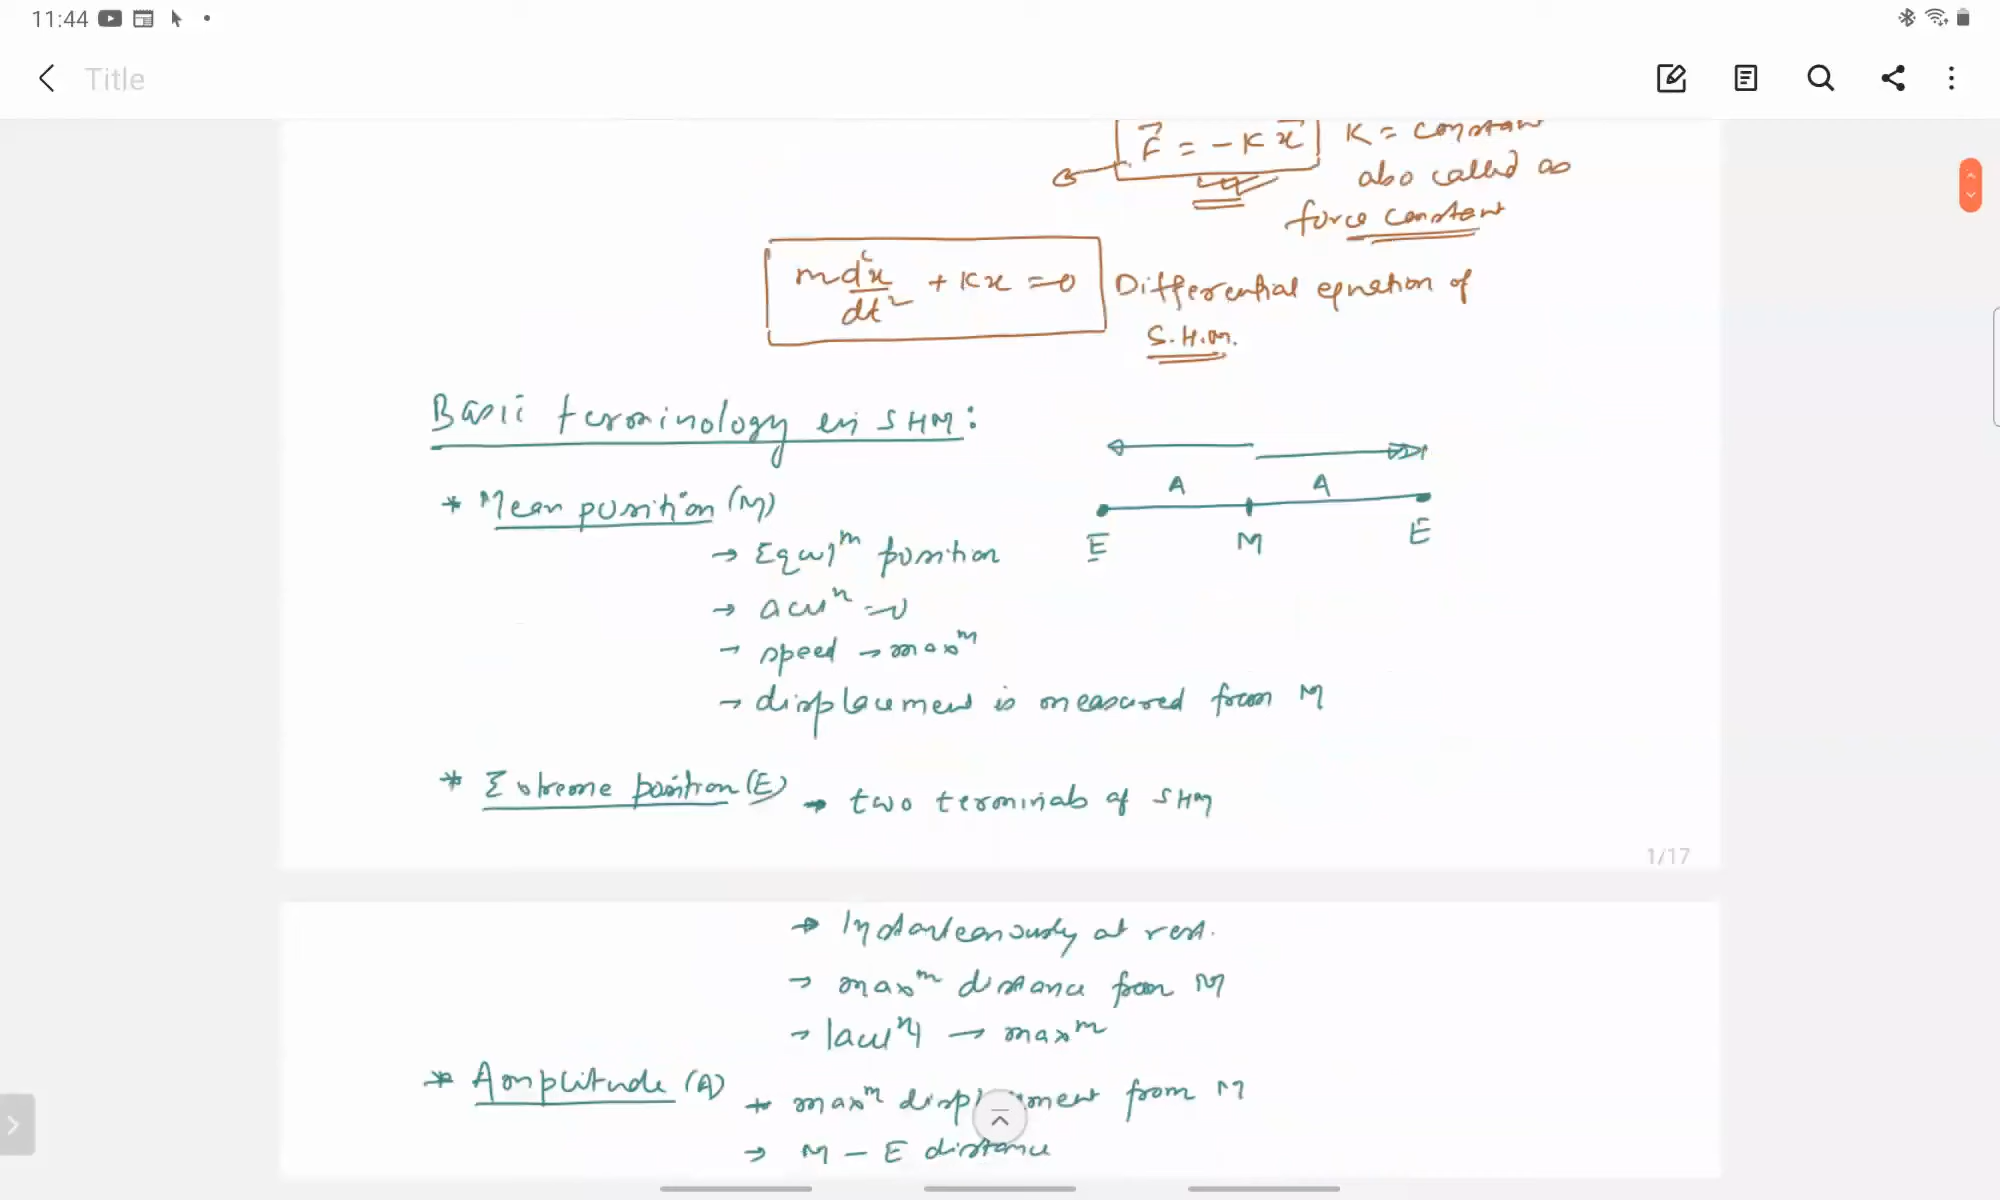 11:44
Title
F = -K x K = constant
also called as
force constant
m d²x/dt² + Kx = 0 Differential equation of
S.H.M.
Basic terminology in SHM:
A A
E M E
* Mean position (M)
→ Equilᵐ position
→ accⁿ = 0
→ speed → maxᵐ
→ displacement is measured from M
* Extreme position (E) → two terminals of SHM
1/17
→ Instantaneously at rest.
→ maxᵐ distance from M
→ |accⁿ| → maxᵐ
* Amplitude (A) → maxᵐ displacement from M
→ M - E distance